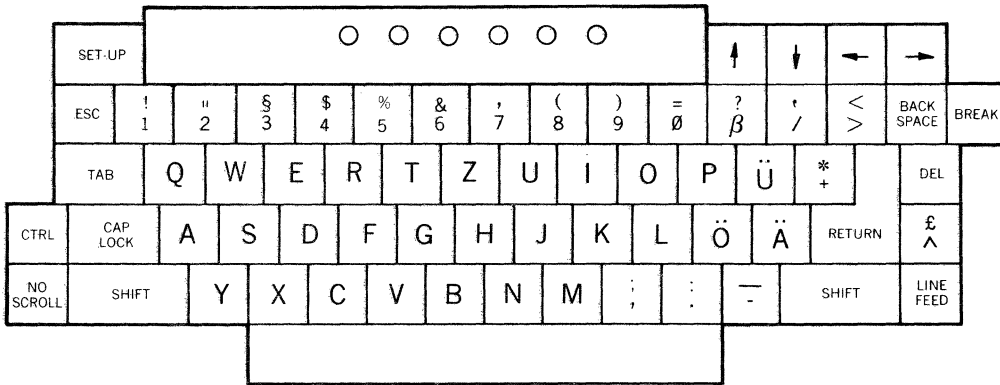 SET-UP ↑ ↓ ← →
ESC ! 1 " 2 § 3 $ 4 % 5 & 6 ' 7 ( 8 ) 9 = Ø ? β ‛ / < > BACK SPACE BREAK
TAB Q W E R T Z U I O P Ü * + DEL
CTRL CAP LOCK A S D F G H J K L Ö Ä RETURN £ ^
NO SCROLL SHIFT Y X C V B N M ; , : . — - SHIFT LINE FEED